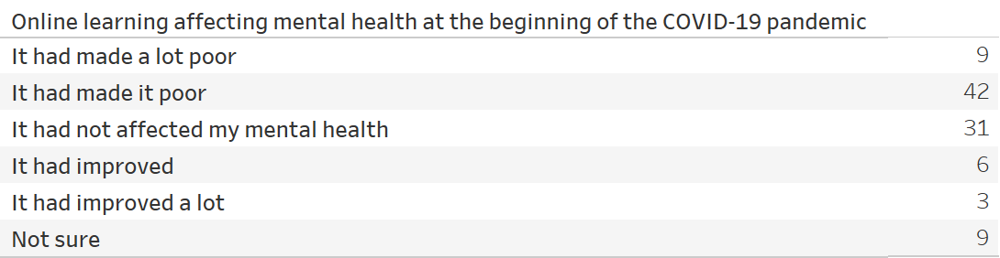 Online learning affecting mental health at the beginning of the COVID-19 pandemic
It had made a lot poor 9
It had made it poor 42
It had not affected my mental health 31
It had improved 6
It had improved a lot 3
Not sure 9